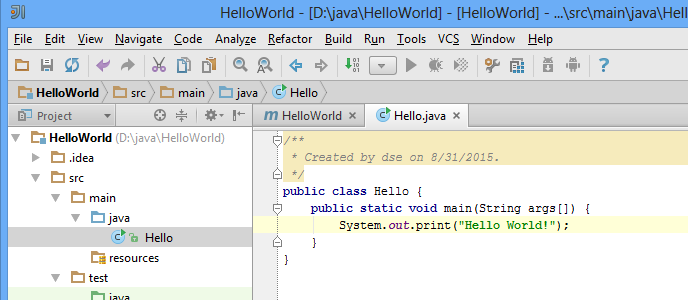 HelloWorld - [D:\java\HelloWorld] - [HelloWorld] - ...\src\main\java\Hell
File Edit View Navigate Code Analyze Refactor Build Run Tools VCS Window Help
HelloWorld src main java Hello
Project
HelloWorld Hello.java
HelloWorld (D:\java\HelloWorld)
.idea
src
main
java
Hello
resources
test
java
/**
* Created by dse on 8/31/2015.
*/
public class Hello {
public static void main(String args[]) {
System.out.print("Hello World!");
}
}